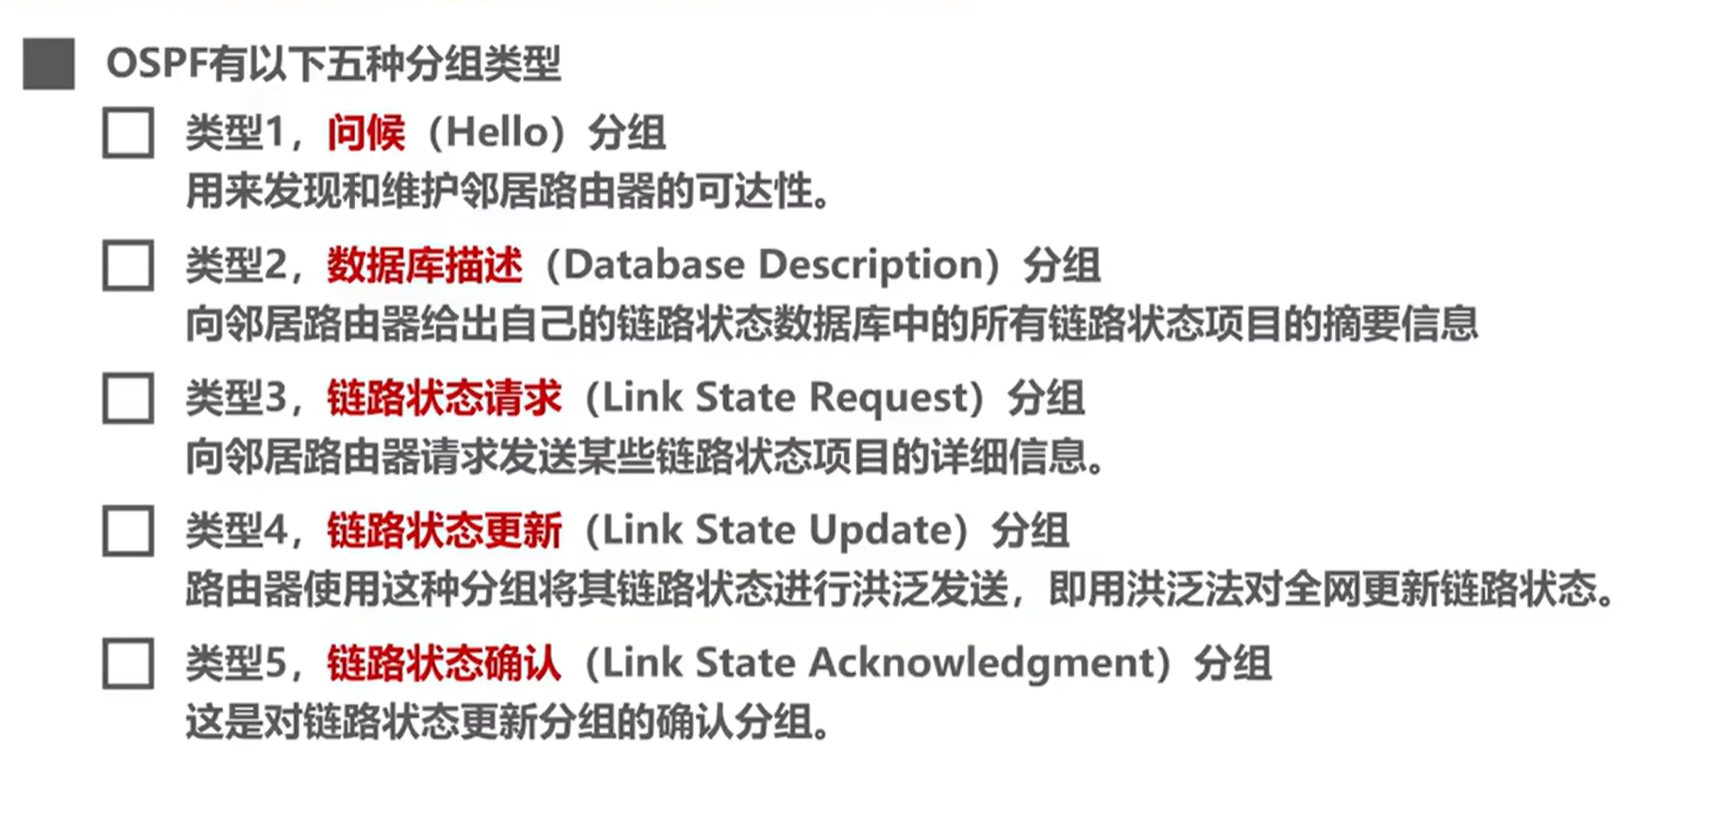 OSPF有以下五种分组类型
类型1，问候（Hello）分组
用来发现和维护邻居路由器的可达性。
类型2，数据库描述（Database Description）分组
向邻居路由器给出自己的链路状态数据库中的所有链路状态项目的摘要信息
类型3，链路状态请求（Link State Request）分组
向邻居路由器请求发送某些链路状态项目的详细信息。
类型4，链路状态更新（Link State Update）分组
路由器使用这种分组将其链路状态进行洪泛发送，即用洪泛法对全网更新链路状态。
类型5，链路状态确认（Link State Acknowledgment）分组
这是对链路状态更新分组的确认分组。